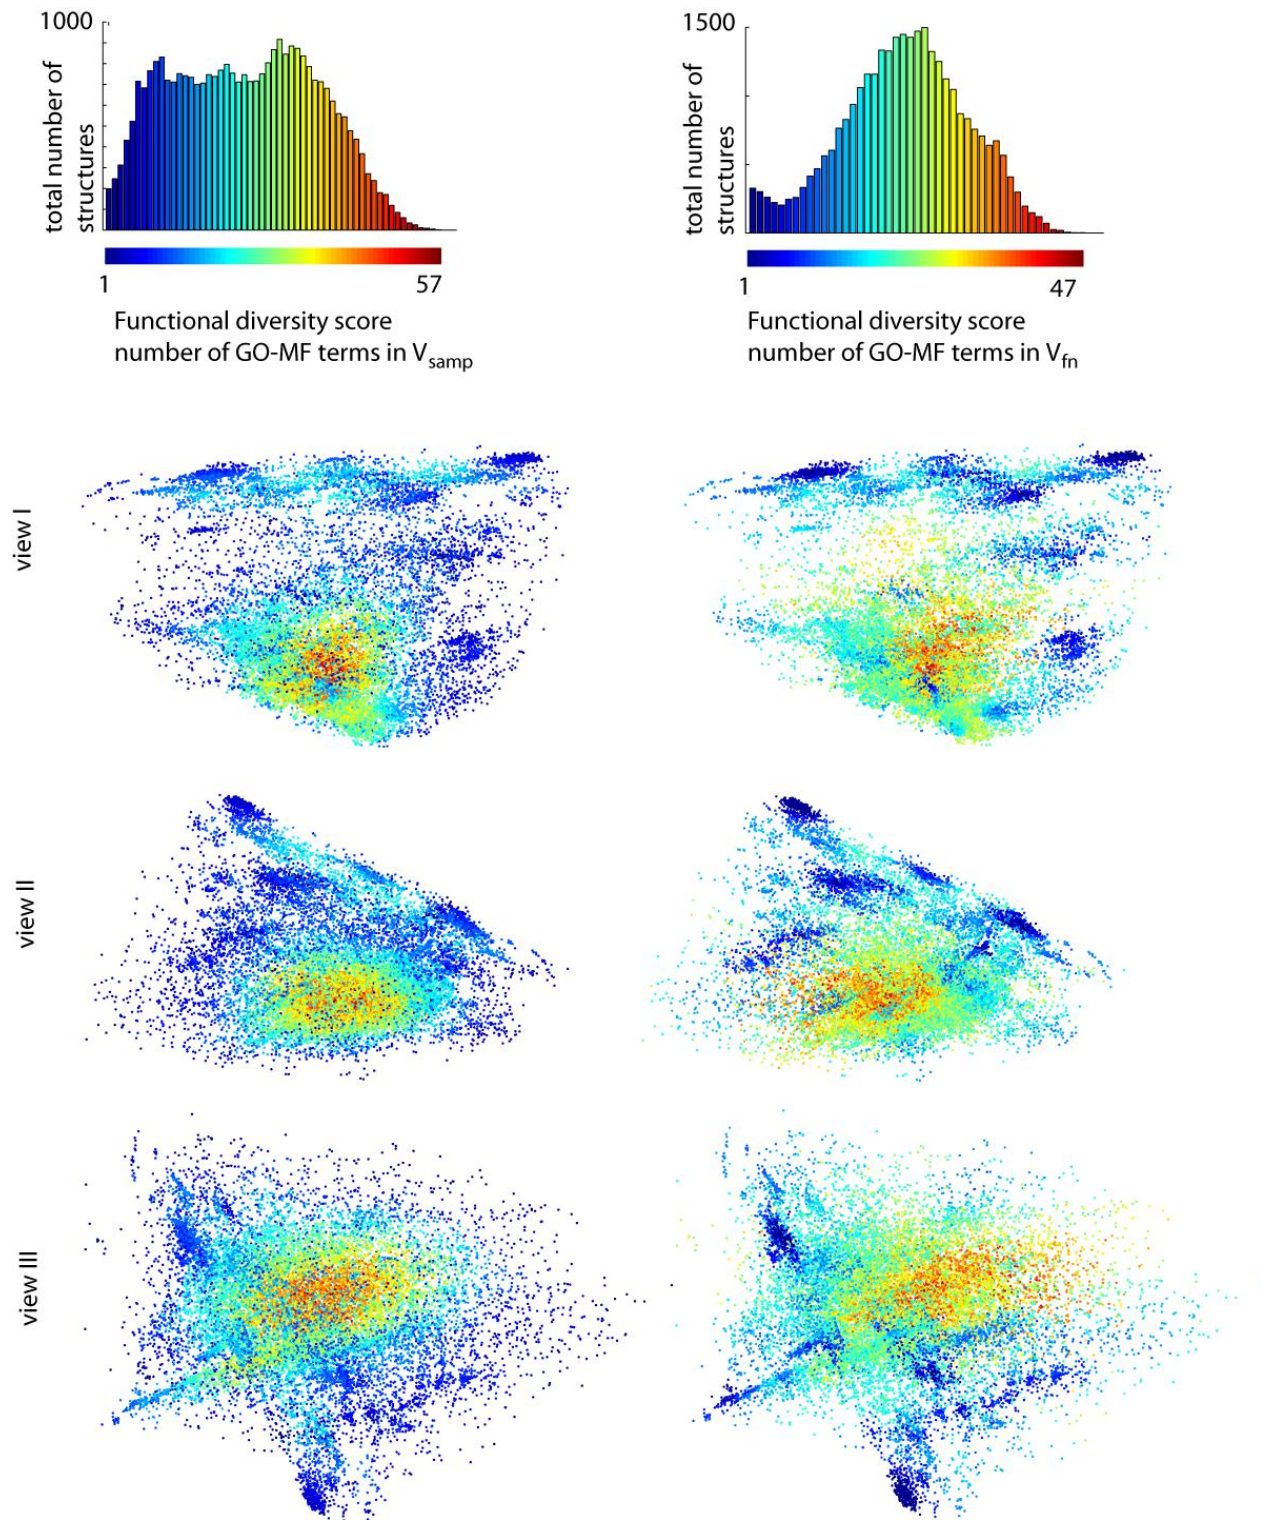 1000
total number of
structures
1
57
Functional diversity score
number of GO-MF terms in Vsamp
1500
total number of
structures
1
47
Functional diversity score
number of GO-MF terms in Vfn
view I
view II
view III